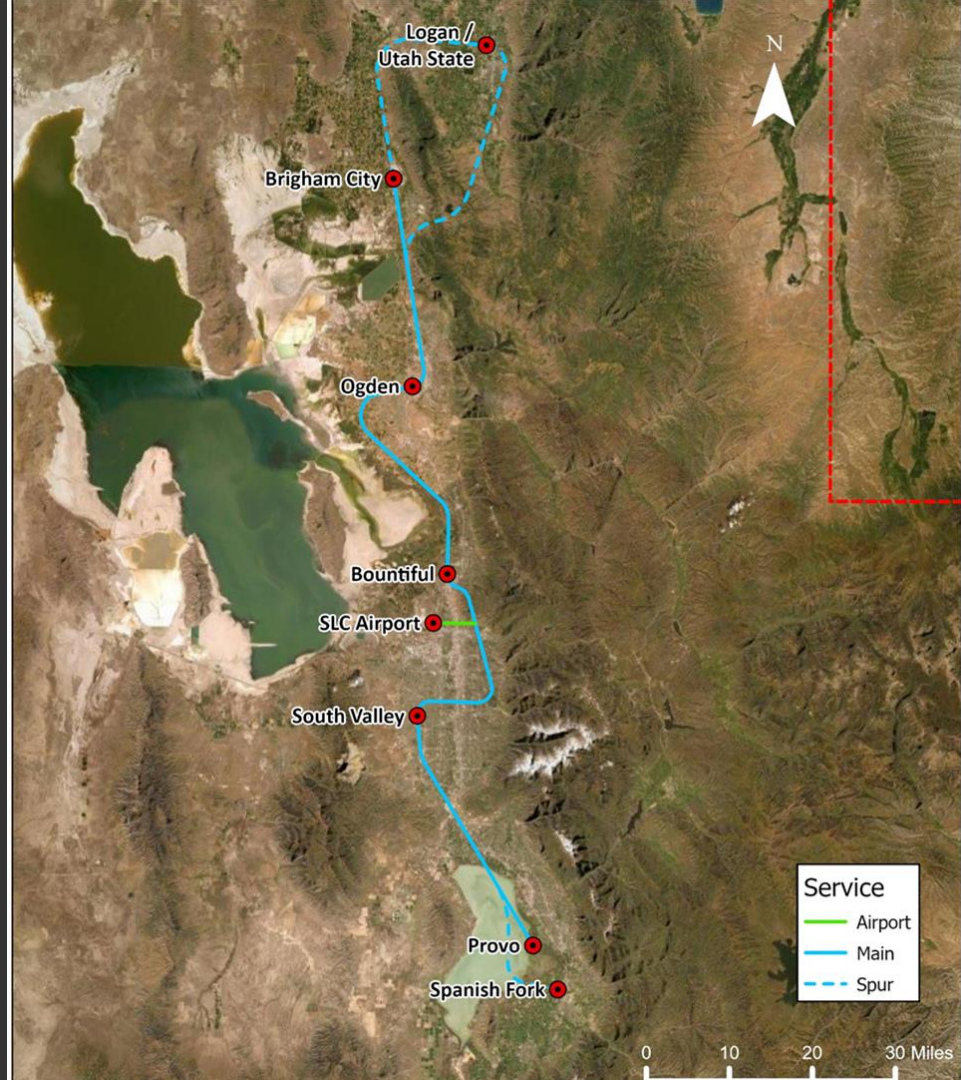 Logan /
Utah State
N
Brigham City
Ogden
Bountiful
SLC Airport
South Valley
Provo
Spanish Fork
Service
Airport
Main
Spur
0 10 20 30 Miles